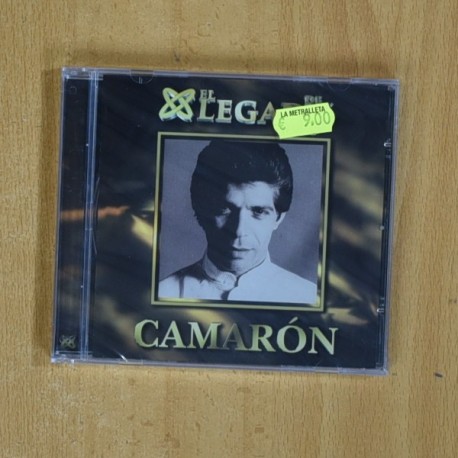 EL
LEGA
LA METRALLETA
€ 9,00
CAMARÓN